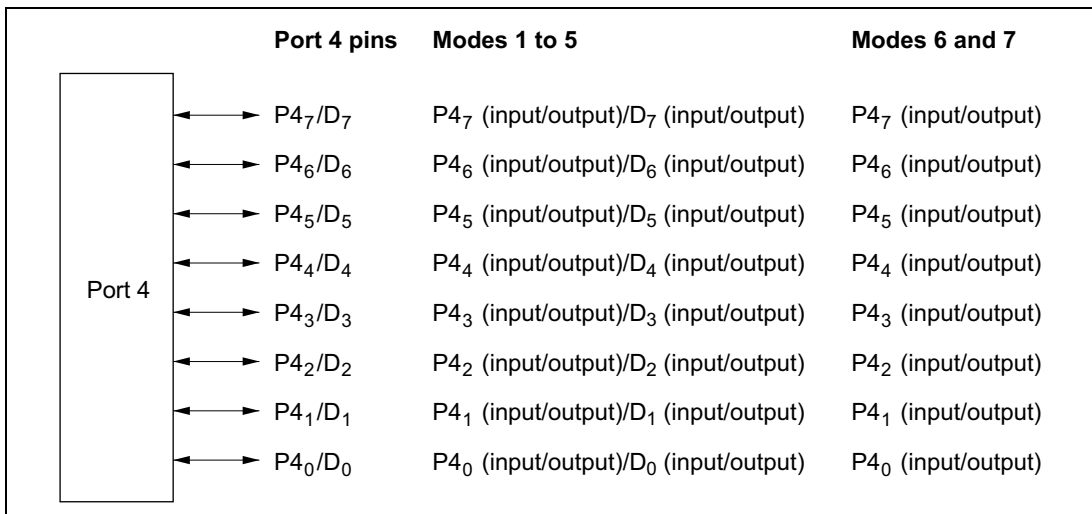 Port 4 pins Modes 1 to 5 Modes 6 and 7
P4₇/D₇ P4₇ (input/output)/D₇ (input/output) P4₇ (input/output)
P4₆/D₆ P4₆ (input/output)/D₆ (input/output) P4₆ (input/output)
P4₅/D₅ P4₅ (input/output)/D₅ (input/output) P4₅ (input/output)
P4₄/D₄ P4₄ (input/output)/D₄ (input/output) P4₄ (input/output)
Port 4
P4₃/D₃ P4₃ (input/output)/D₃ (input/output) P4₃ (input/output)
P4₂/D₂ P4₂ (input/output)/D₂ (input/output) P4₂ (input/output)
P4₁/D₁ P4₁ (input/output)/D₁ (input/output) P4₁ (input/output)
P4₀/D₀ P4₀ (input/output)/D₀ (input/output) P4₀ (input/output)